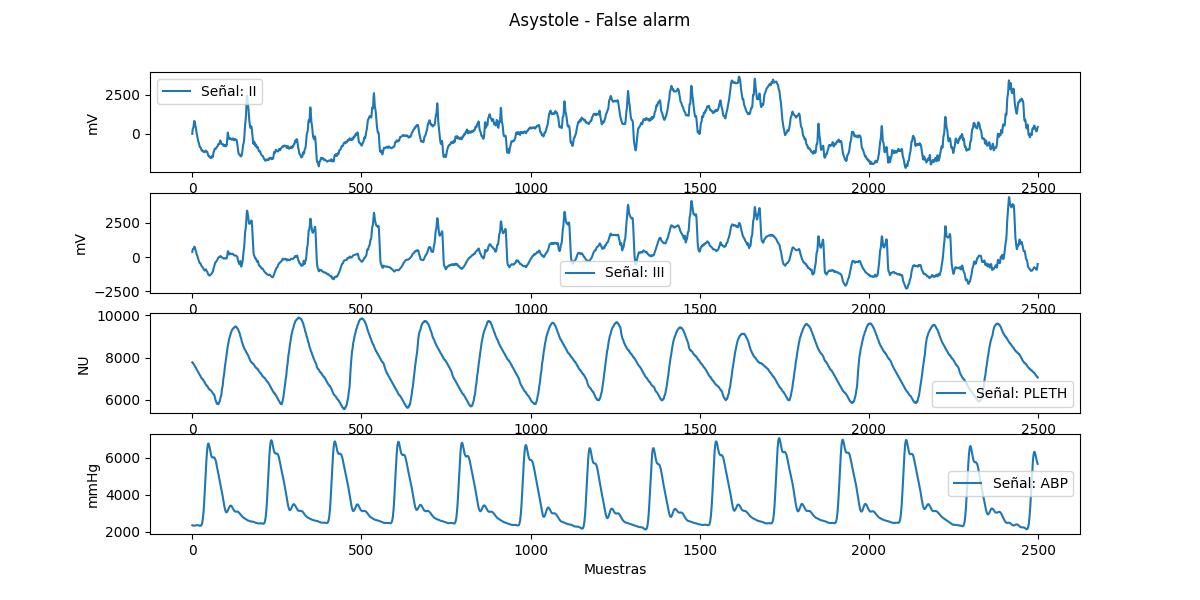 Asystole - False alarm
mV
2500
0
Señal: II
0 500 1000 1500 2000 2500
mV
2500
0
−2500
Señal: III
0 500 1000 1500 2000 2500
NU
10000
8000
6000
Señal: PLETH
0 500 1000 1500 2000 2500
mmHg
6000
4000
2000
Señal: ABP
0 500 1000 1500 2000 2500
Muestras